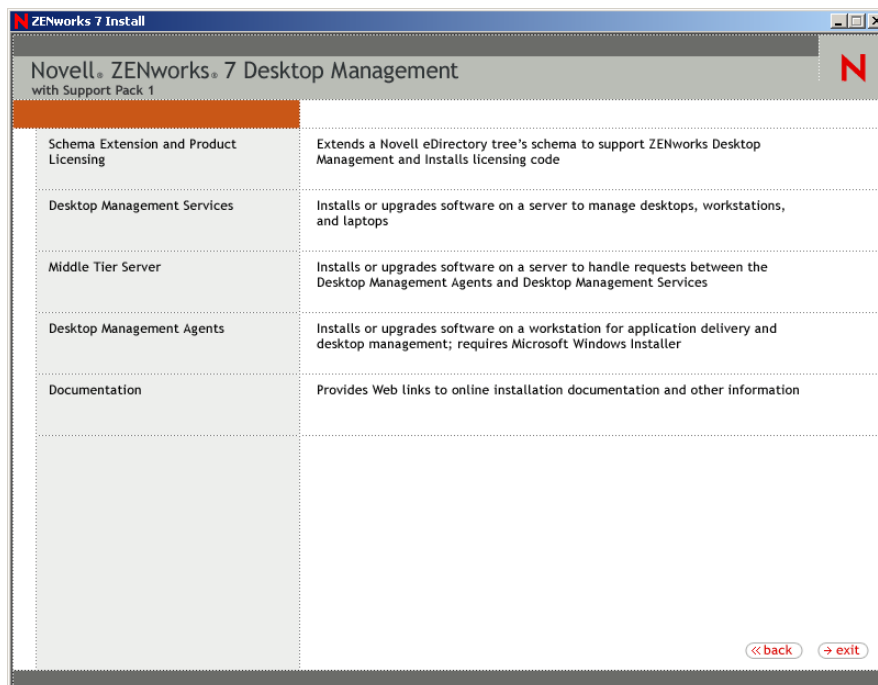 ZENworks 7 Install
Novell® ZENworks® 7 Desktop Management
with Support Pack 1
N
Schema Extension and Product
Licensing
Extends a Novell eDirectory tree's schema to support ZENworks Desktop
Management and Installs licensing code
Desktop Management Services
Installs or upgrades software on a server to manage desktops, workstations,
and laptops
Middle Tier Server
Installs or upgrades software on a server to handle requests between the
Desktop Management Agents and Desktop Management Services
Desktop Management Agents
Installs or upgrades software on a workstation for application delivery and
desktop management; requires Microsoft Windows Installer
Documentation
Provides Web links to online installation documentation and other information
« back
→ exit